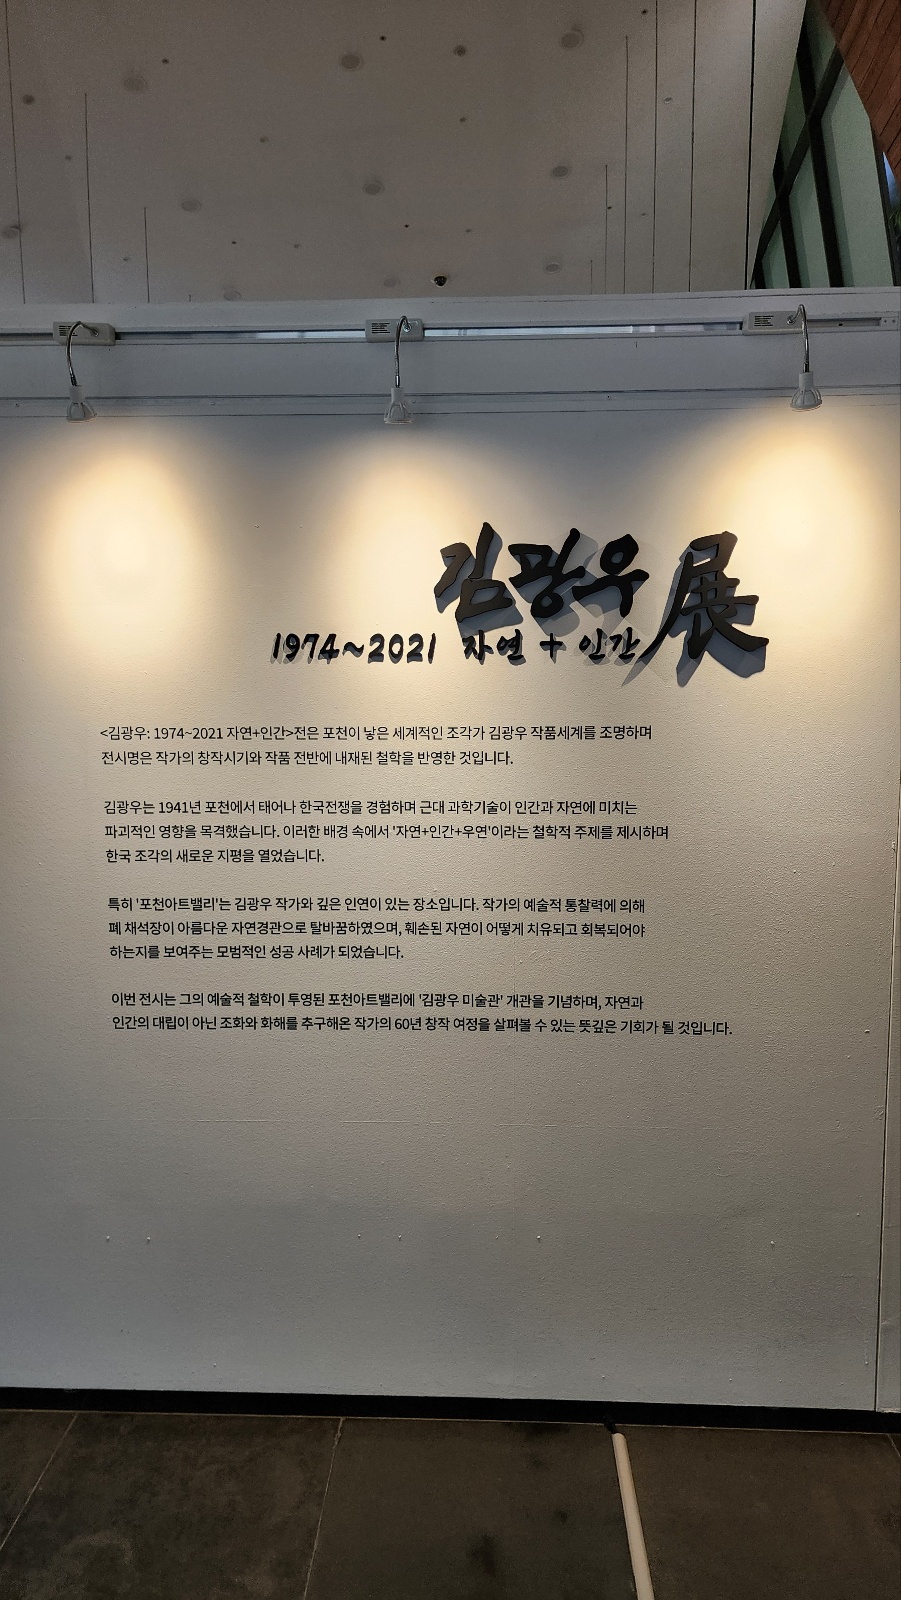 김광우 展
1974~2021 자연 + 인간
<김광우: 1974~2021 자연+인간>전은 포천이 낳은 세계적인 조각가 김광우 작품세계를 조명하며
전시명은 작가의 창작시기와 작품 전반에 내재된 철학을 반영한 것입니다.
김광우는 1941년 포천에서 태어나 한국전쟁을 경험하며 근대 과학기술이 인간과 자연에 미치는
파괴적인 영향을 목격했습니다. 이러한 배경 속에서 '자연+인간+우연'이라는 철학적 주제를 제시하며
한국 조각의 새로운 지평을 열었습니다.
특히 '포천아트밸리'는 김광우 작가와 깊은 인연이 있는 장소입니다. 작가의 예술적 통찰력에 의해
폐 채석장이 아름다운 자연경관으로 탈바꿈하였으며, 훼손된 자연이 어떻게 치유되고 회복되어야
하는지를 보여주는 모범적인 성공 사례가 되었습니다.
이번 전시는 그의 예술적 철학이 투영된 포천아트밸리에 '김광우 미술관' 개관을 기념하며, 자연과
인간의 대립이 아닌 조화와 화해를 추구해온 작가의 60년 창작 여정을 살펴볼 수 있는 뜻깊은 기회가 될 것입니다.